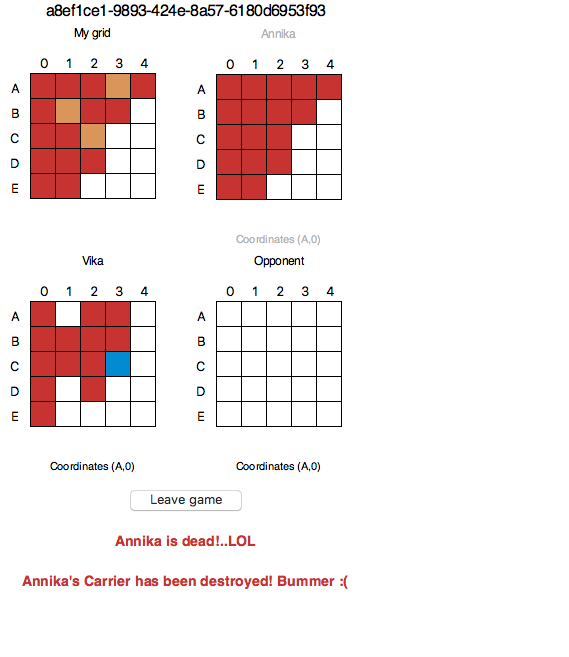 a8ef1ce1-9893-424e-8a57-6180d6953f93
My grid
Annika
0 1 2 3 4
0 1 2 3 4
A
A
B
B
C
C
D
D
E
E
Coordinates (A,0)
Vika
Opponent
0 1 2 3 4
0 1 2 3 4
A
A
B
B
C
C
D
D
E
E
Coordinates (A,0)
Coordinates (A,0)
Leave game
Annika is dead!..LOL
Annika's Carrier has been destroyed! Bummer :(